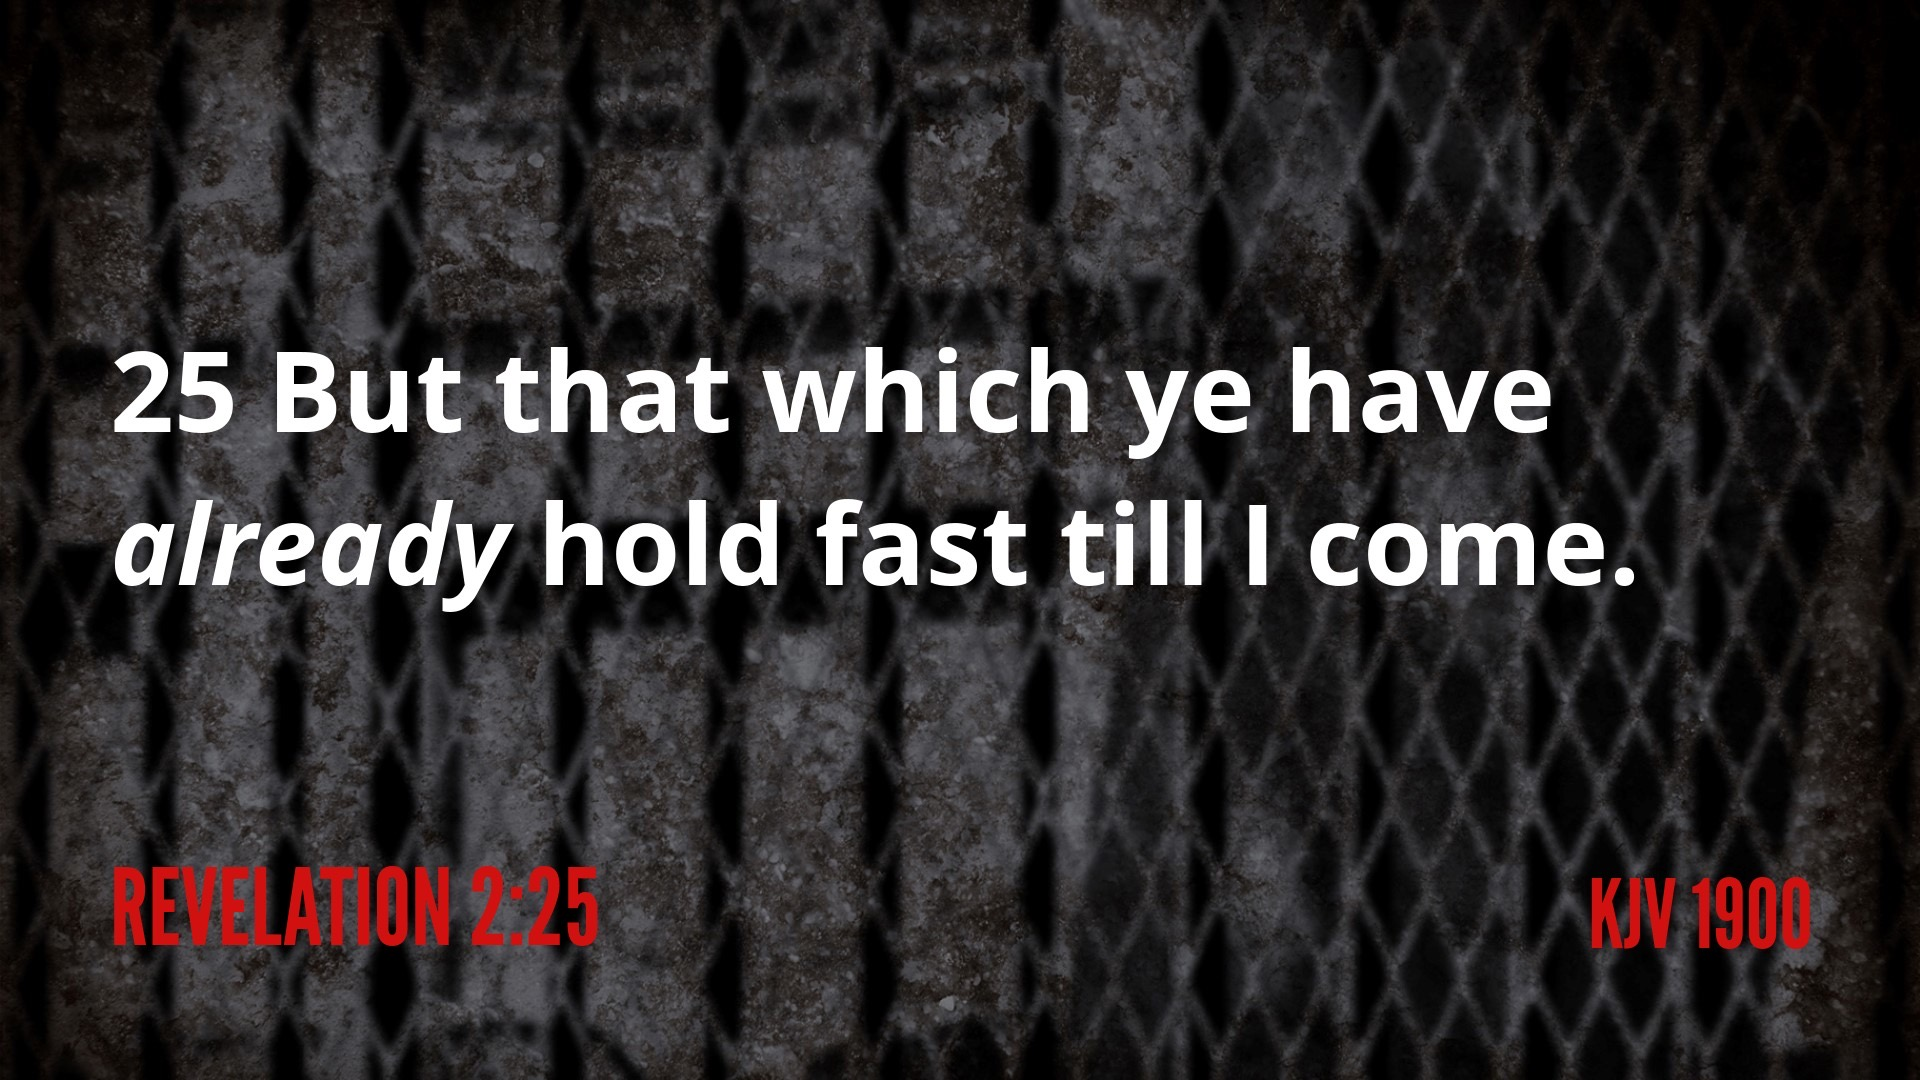 25 But that which ye have
already hold fast till I come.
REVELATION 2:25
KJV 1900